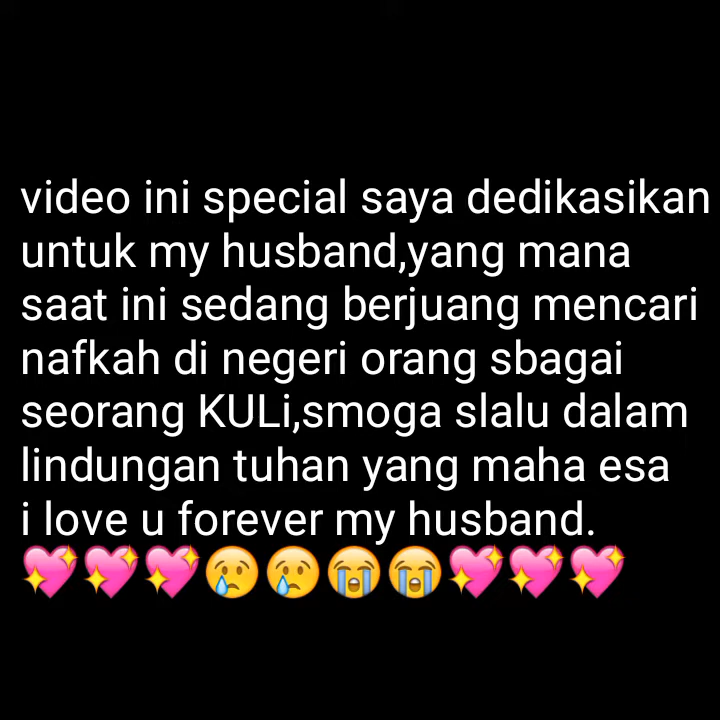 video ini special saya dedikasikan
untuk my husband,yang mana
saat ini sedang berjuang mencari
nafkah di negeri orang sbagai
seorang KULi,smoga slalu dalam
lindungan tuhan yang maha esa
i love u forever my husband.
💖💖💖😢😢😭😭💖💖💖